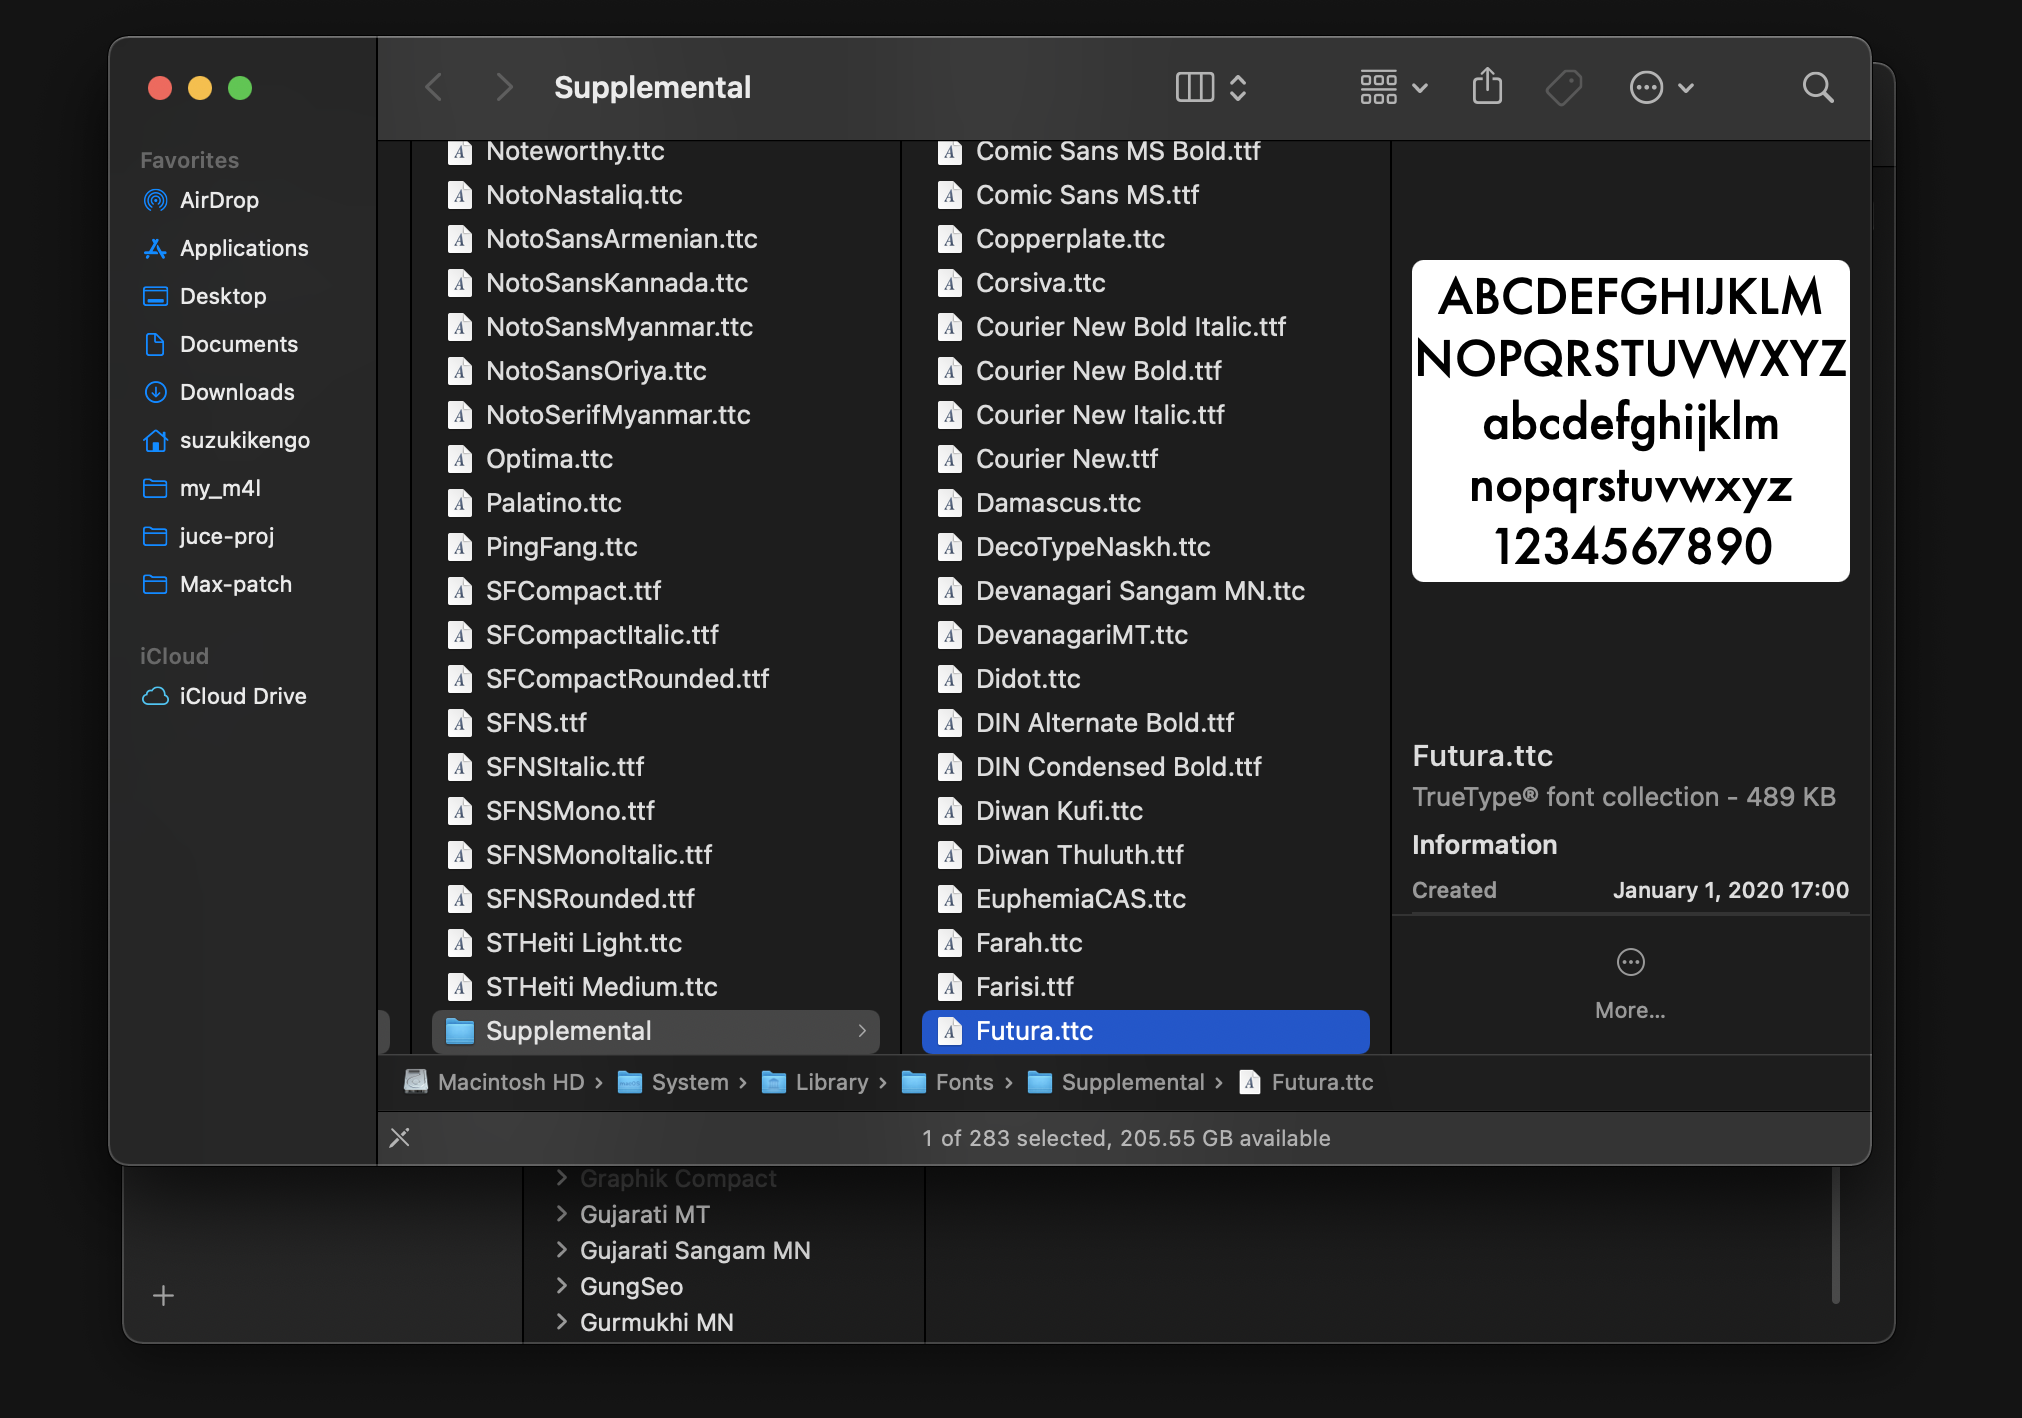 Supplemental
Favorites
AirDrop
Applications
Desktop
Documents
Downloads
suzukikengo
my_m4l
juce-proj
Max-patch
iCloud
iCloud Drive
Noteworthy.ttc
NotoNastaliq.ttc
NotoSansArmenian.ttc
NotoSansKannada.ttc
NotoSansMyanmar.ttc
NotoSansOriya.ttc
NotoSerifMyanmar.ttc
Optima.ttc
Palatino.ttc
PingFang.ttc
SFCompact.ttf
SFCompactItalic.ttf
SFCompactRounded.ttf
SFNS.ttf
SFNSItalic.ttf
SFNSMono.ttf
SFNSMonoItalic.ttf
SFNSRounded.ttf
STHeiti Light.ttc
STHeiti Medium.ttc
Supplemental
Comic Sans MS Bold.ttf
Comic Sans MS.ttf
Copperplate.ttc
Corsiva.ttc
Courier New Bold Italic.ttf
Courier New Bold.ttf
Courier New Italic.ttf
Courier New.ttf
Damascus.ttc
DecoTypeNaskh.ttc
Devanagari Sangam MN.ttc
DevanagariMT.ttc
Didot.ttc
DIN Alternate Bold.ttf
DIN Condensed Bold.ttf
Diwan Kufi.ttc
Diwan Thuluth.ttf
EuphemiaCAS.ttc
Farah.ttc
Farisi.ttf
Futura.ttc
ABCDEFGHIJKLM
NOPQRSTUVWXYZ
abcdefghijklm
nopqrstuvwxyz
1234567890
Futura.ttc
TrueType® font collection - 489 KB
Information
Created January 1, 2020 17:00
More...
Macintosh HD › System › Library › Fonts › Supplemental › Futura.ttc
1 of 283 selected, 205.55 GB available
Graphik Compact
Gujarati MT
Gujarati Sangam MN
GungSeo
Gurmukhi MN